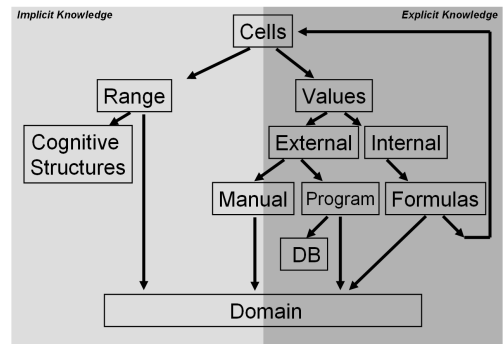 Implicit Knowledge
Explicit Knowledge
Cells
Range
Values
Cognitive
Structures
External
Internal
Manual
Program
Formulas
DB
Domain